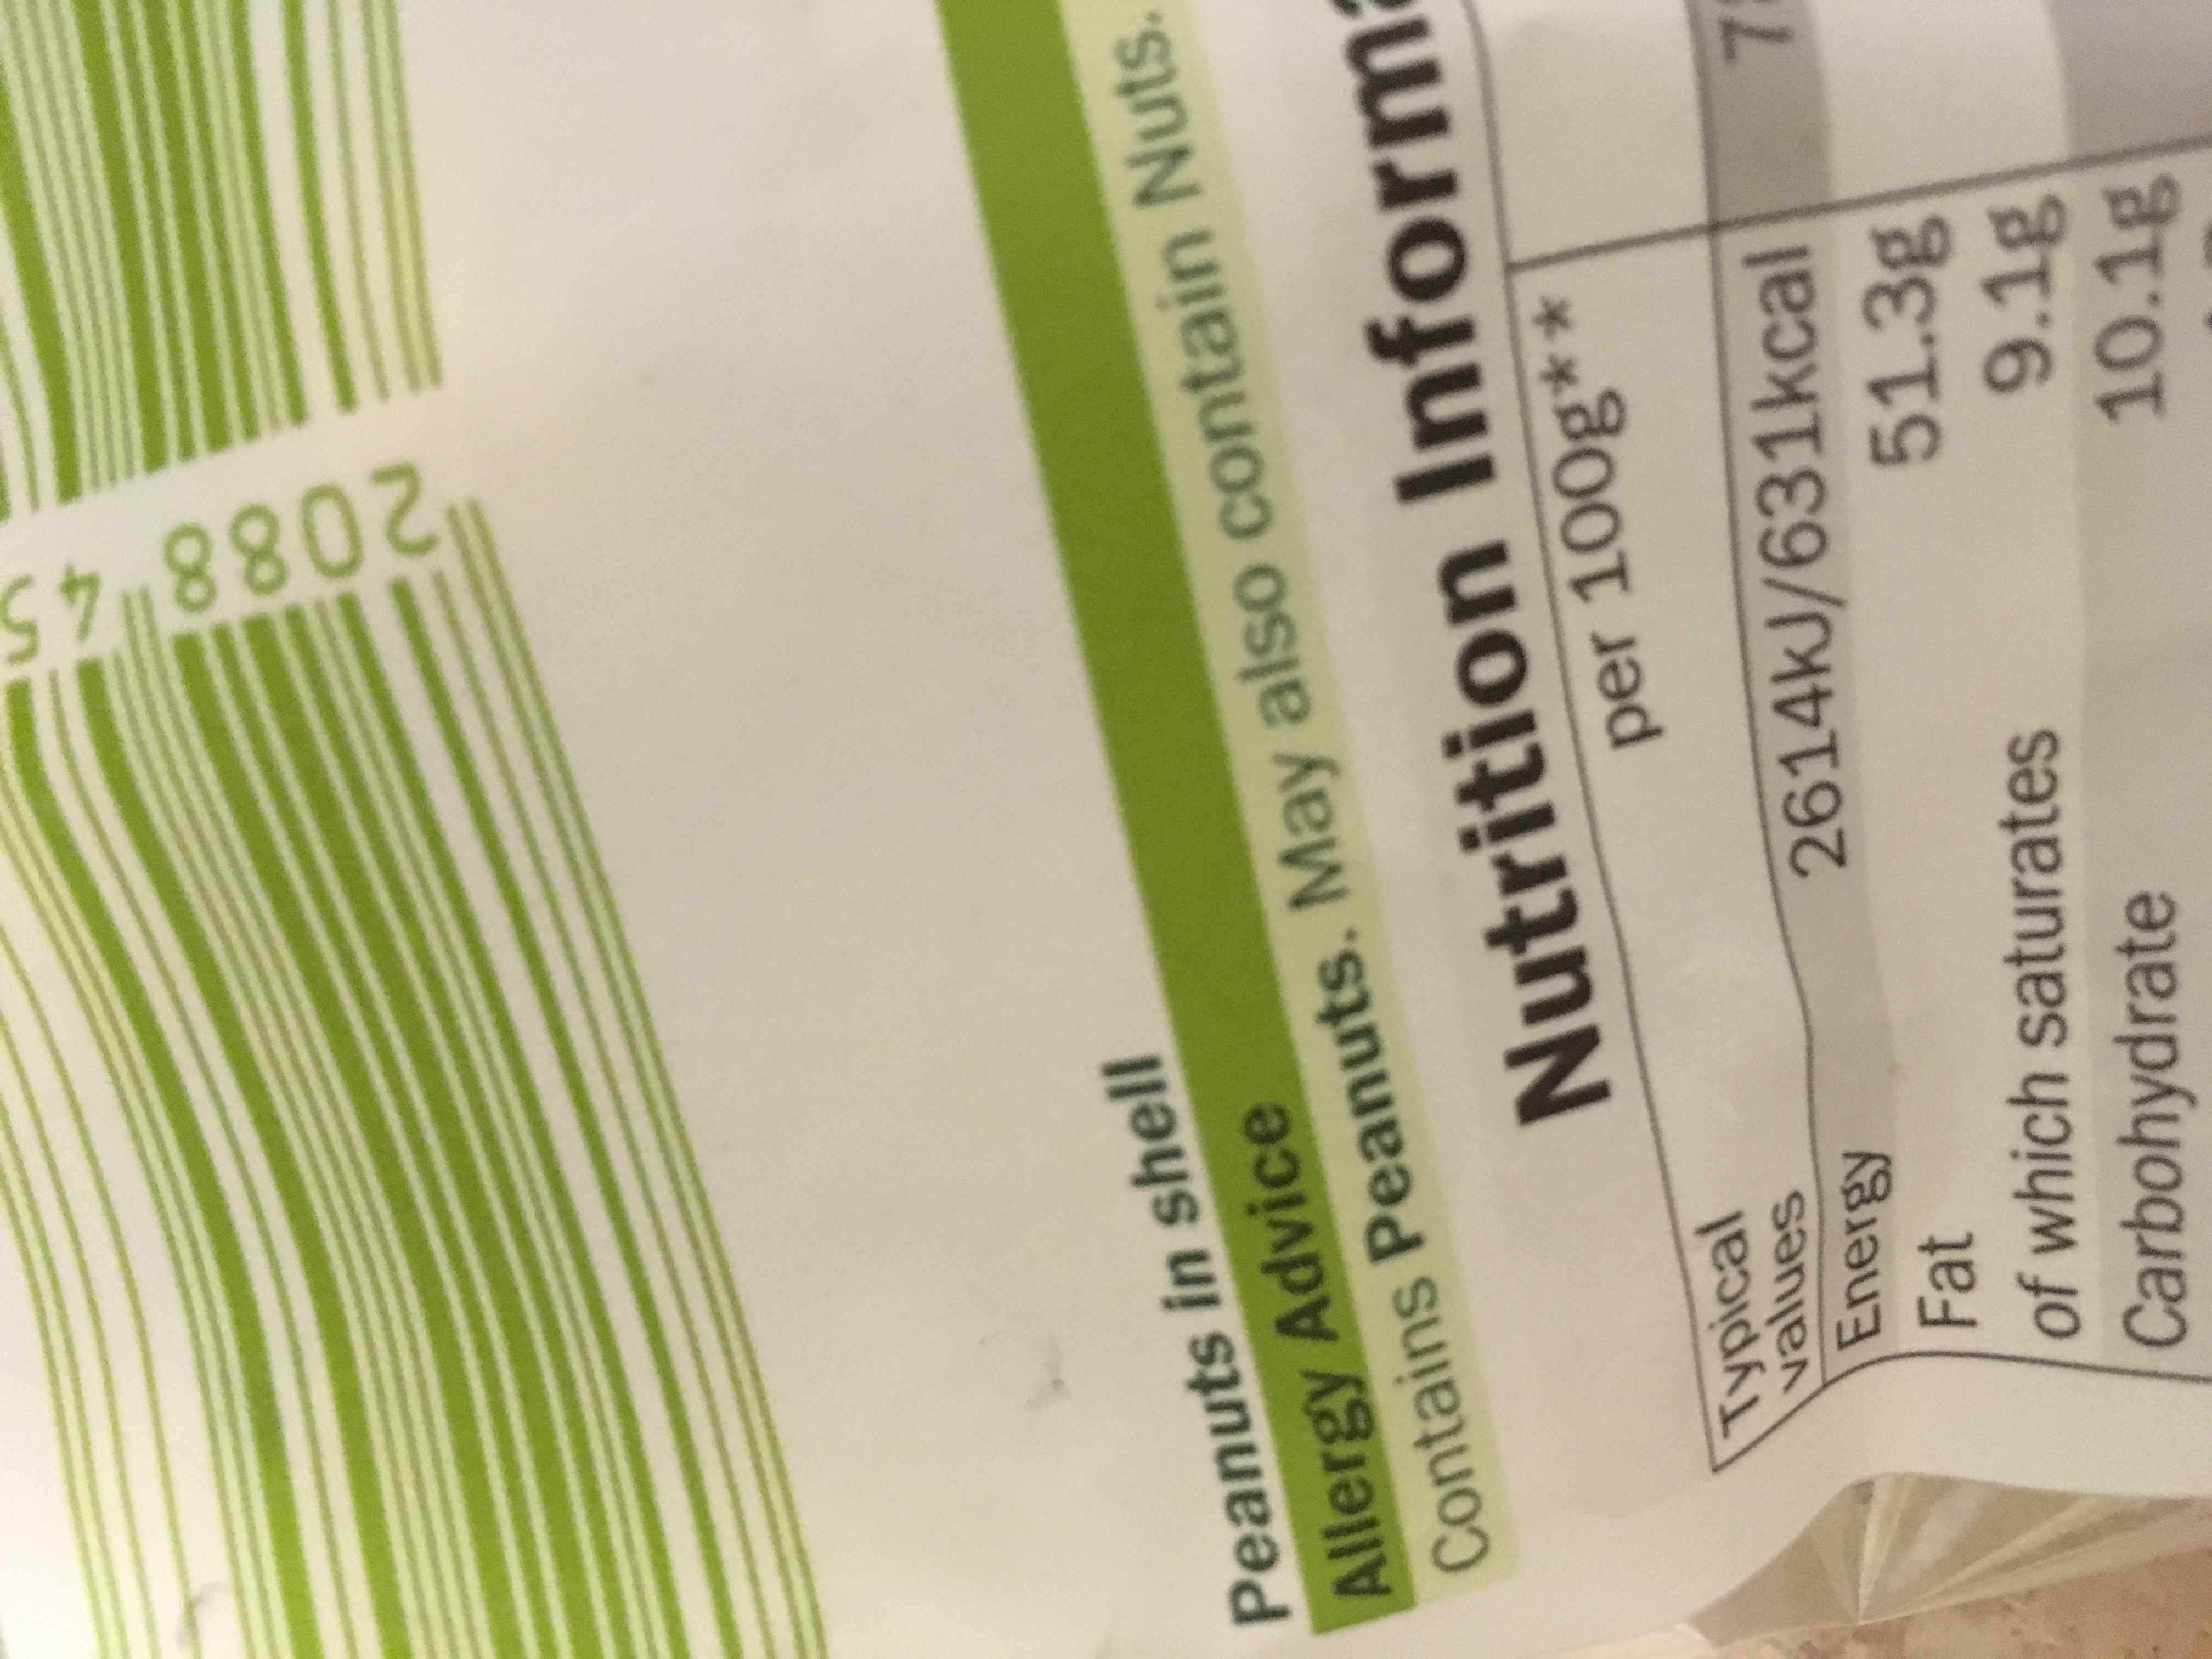 2088 45
Peanuts in shell
Allergy Advice
Contains Peanuts. May also contain Nuts.
Nutrition
Typical values per 100g**
Energy 2614kJ/631kcal
Fat 51.3g
of which saturates 9.1g
Carbohydrate 10.1g